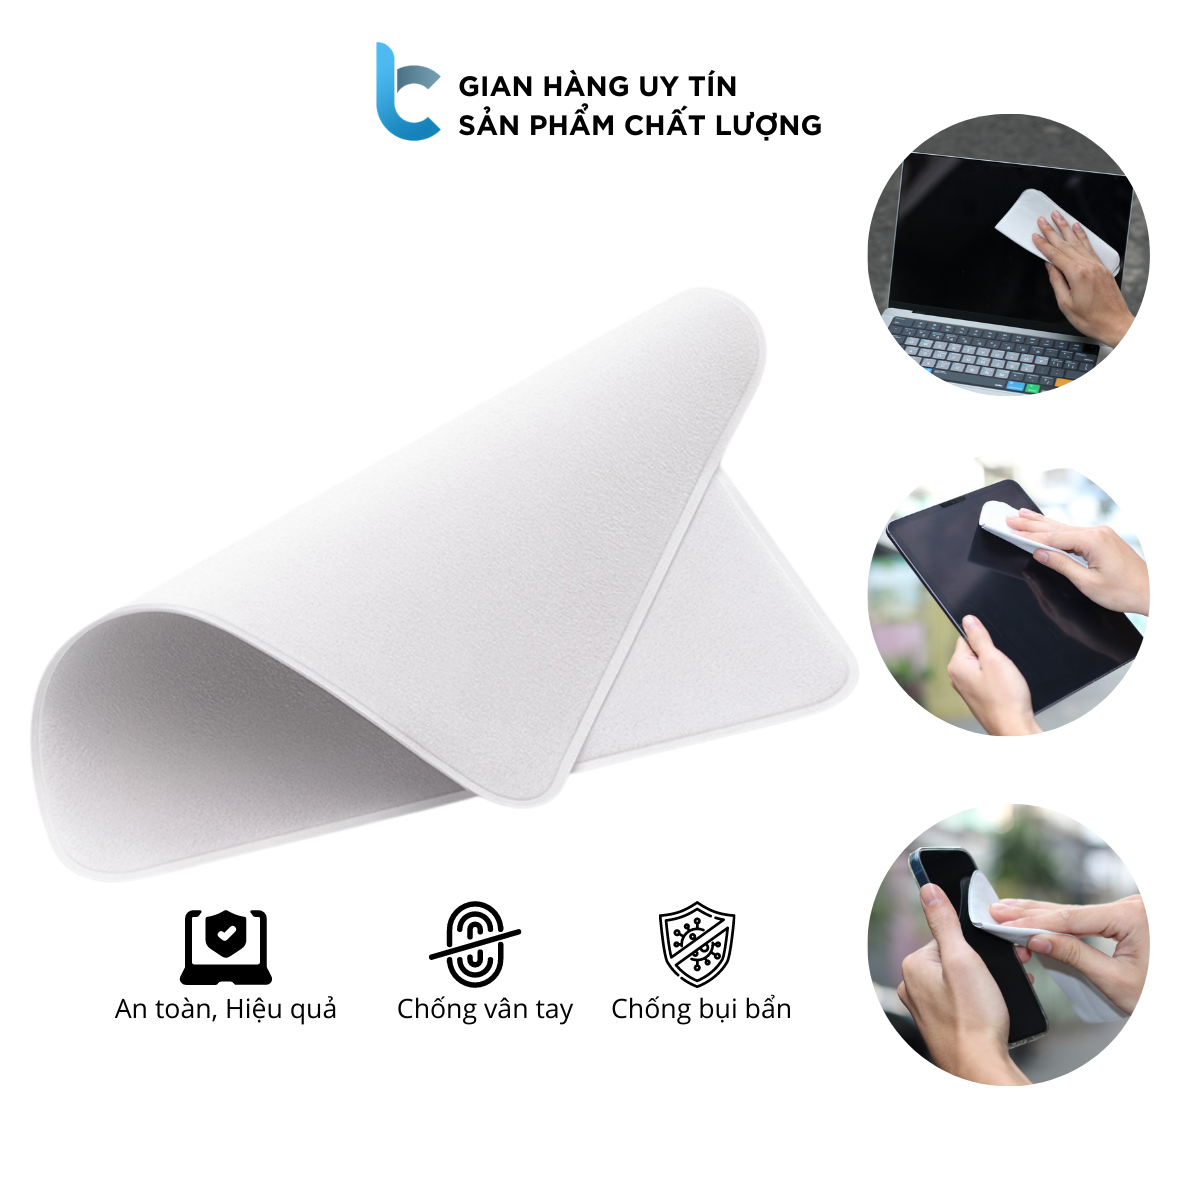 GIAN HÀNG UY TÍN
SẢN PHẨM CHẤT LƯỢNG
An toàn, Hiệu quả
Chống vân tay
Chống bụi bẩn